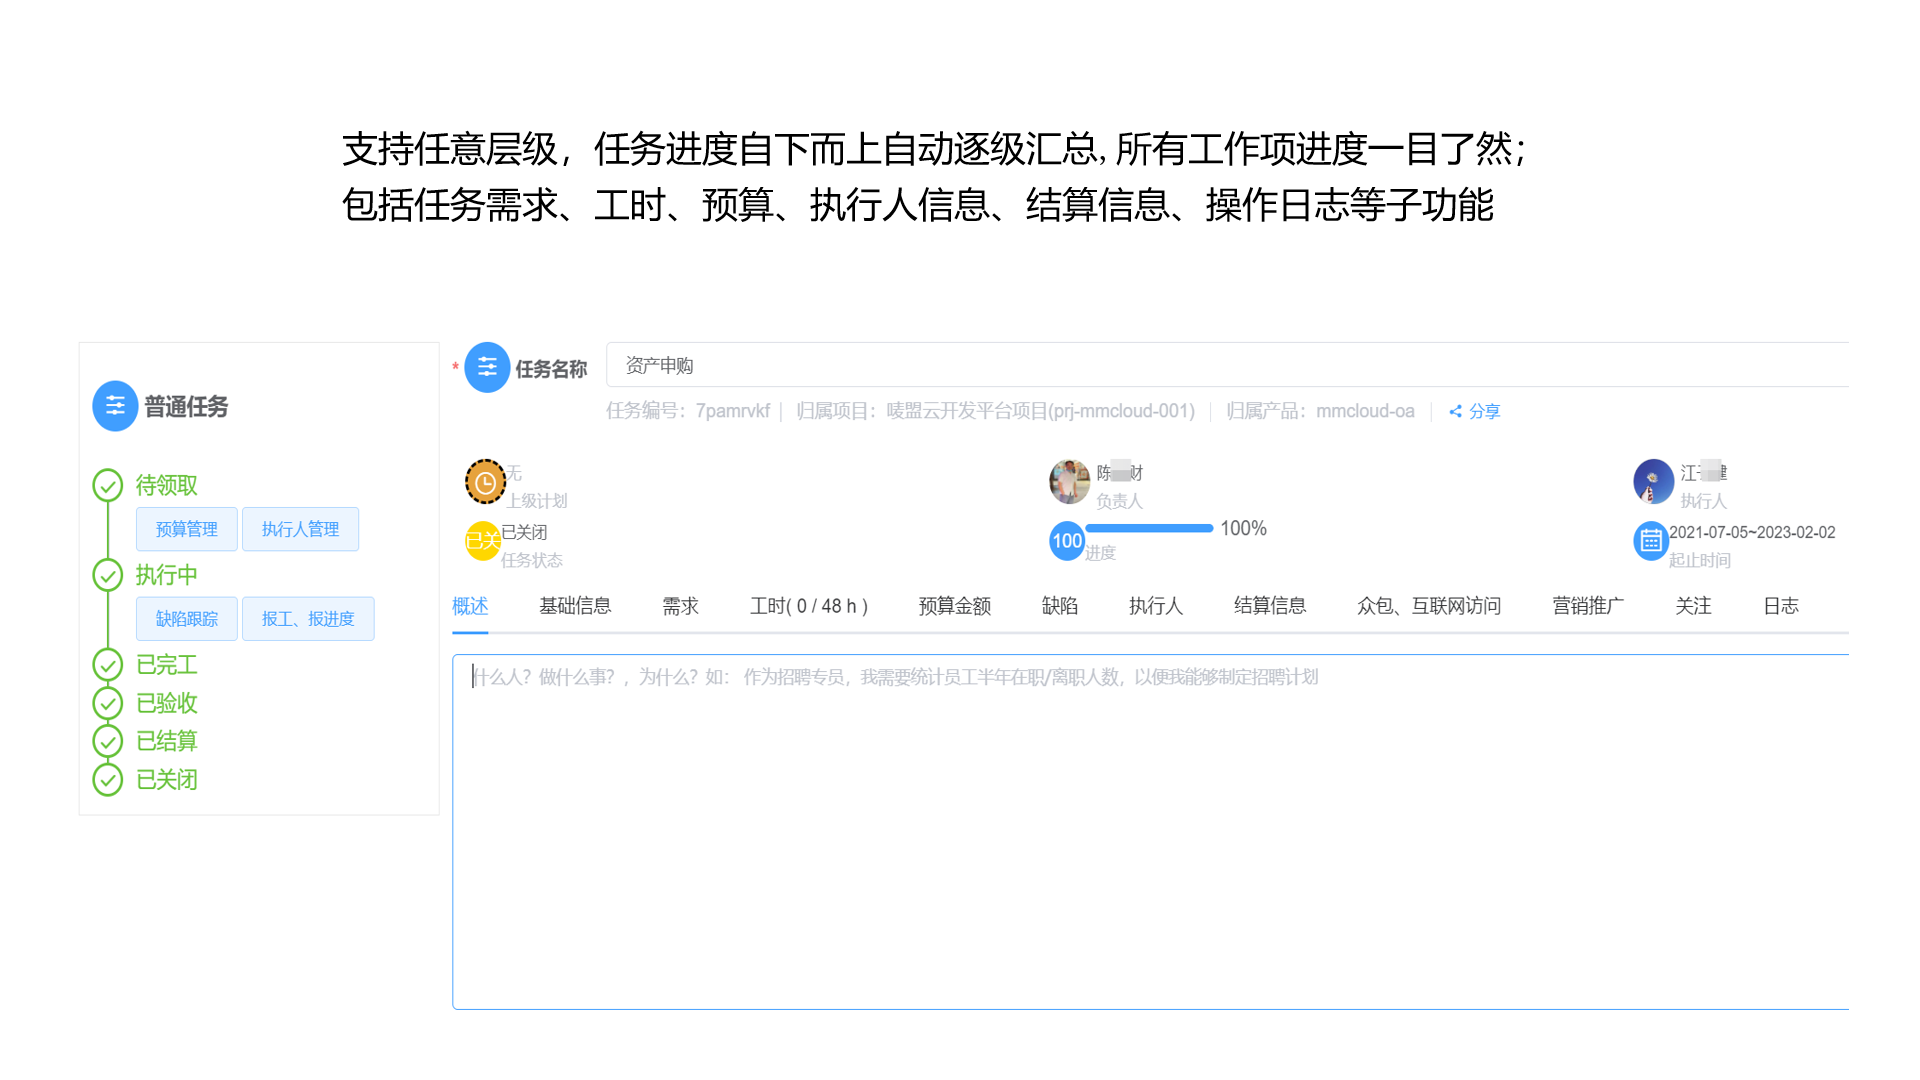 支持任意层级，任务进度自下而上自动逐级汇总,所有工作项进度一目了然；
包括任务需求、工时、预算、执行人信息、结算信息、操作日志等子功能
普通任务
待领取
预算管理 执行人管理
执行中
缺陷跟踪 报工、报进度
已完工
已验收
已结算
已关闭
* 任务名称 资产申购
任务编号：7pamrvkf | 归属项目：唛盟云开发平台项目(prj-mmcloud-001) | 归属产品：mmcloud-oa | 分享
无
上级计划
陈 财
负责人
江
执行人
已关 已关闭
任务状态
100 100%
进度
2021-07-05~2023-02-02
起止时间
概述 基础信息 需求 工时( 0 / 48 h ) 预算金额 缺陷 执行人 结算信息 众包、互联网访问 营销推广 关注 日志
什么人？做什么事？，为什么？如： 作为招聘专员，我需要统计员工半年在职/离职人数，以便我能够制定招聘计划